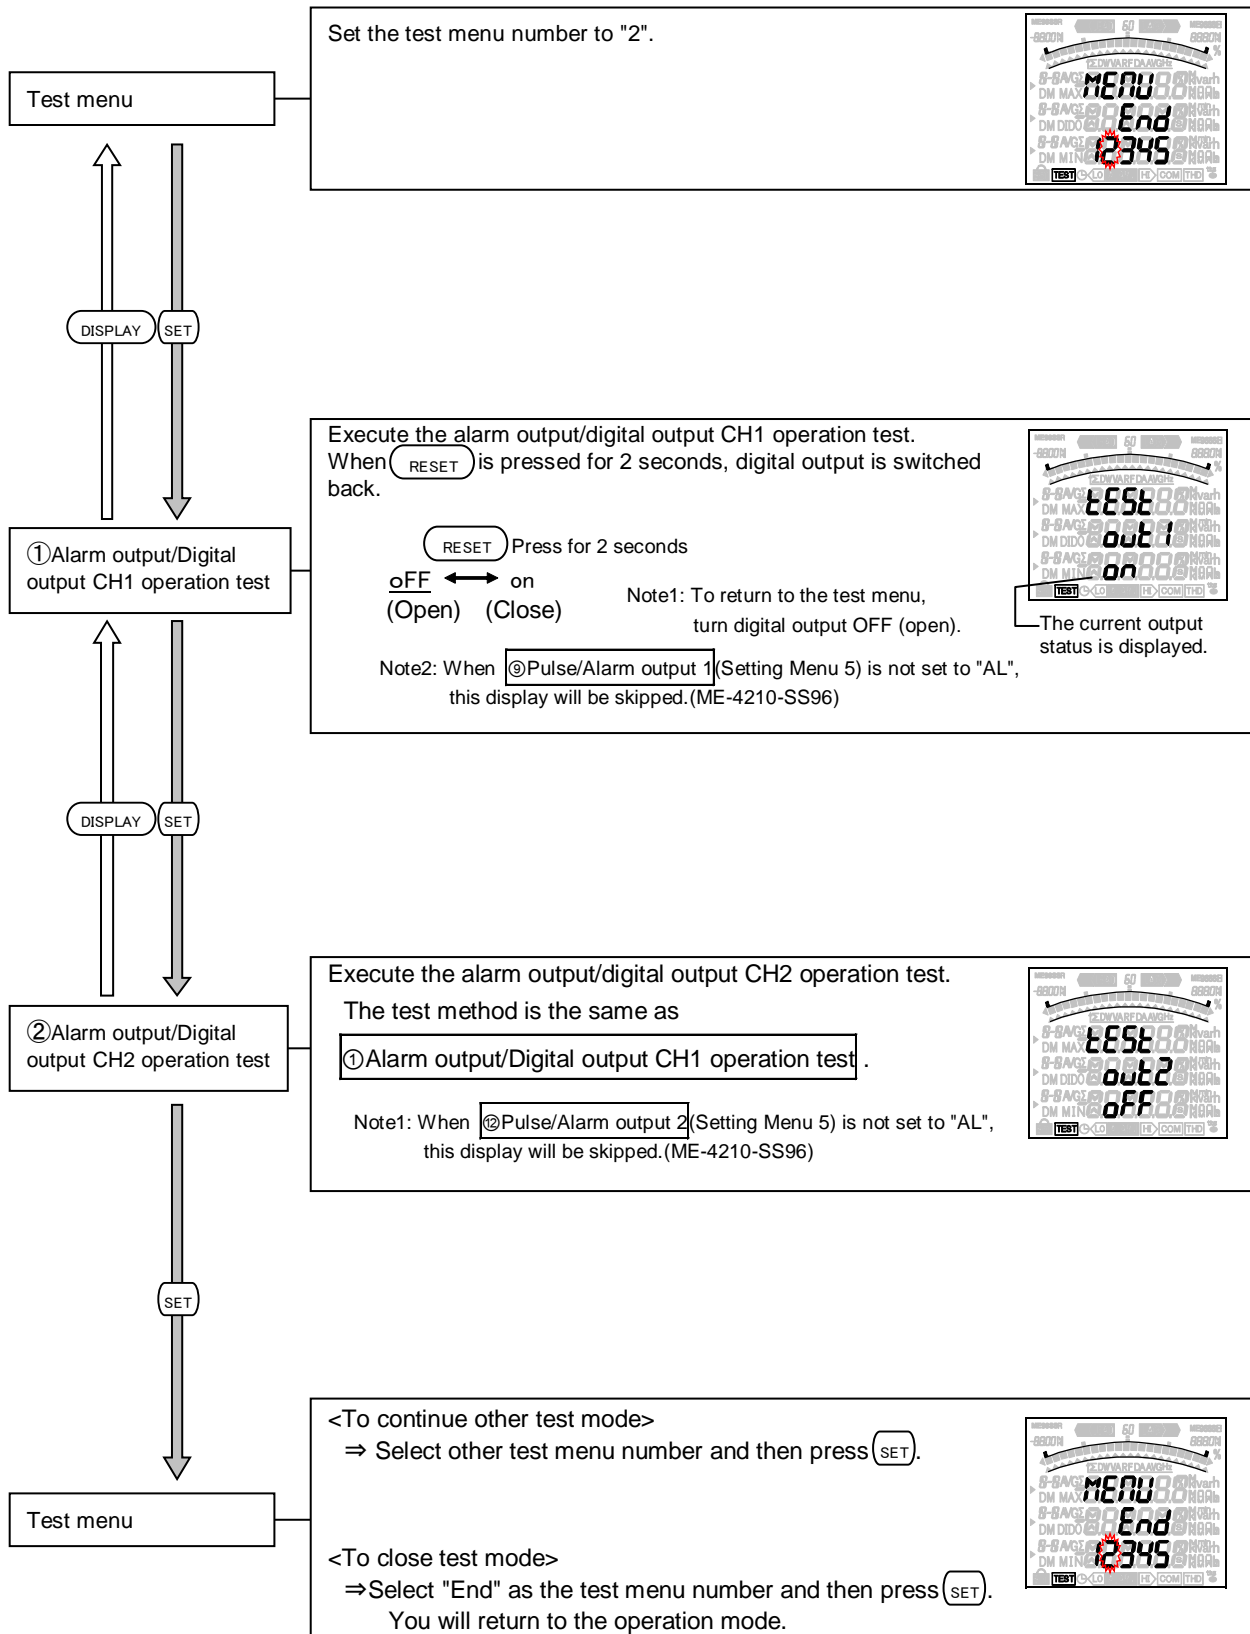 Set the test menu number to "2".
Test menu
MENU
End
12345
TEST
DISPLAY
SET
Execute the alarm output/digital output CH1 operation test.
When RESET is pressed for 2 seconds, digital output is switched
back.
①Alarm output/Digital
output CH1 operation test
RESET Press for 2 seconds
oFF ⟷ on
(Open) (Close)
Note1: To return to the test menu,
turn digital output OFF (open).
Note2: When ⑨Pulse/Alarm output 1 (Setting Menu 5) is not set to "AL",
this display will be skipped.(ME-4210-SS96)
tESt
out1
on
TEST
The current output
status is displayed.
DISPLAY
SET
Execute the alarm output/digital output CH2 operation test.
The test method is the same as
①Alarm output/Digital output CH1 operation test .
②Alarm output/Digital
output CH2 operation test
Note1: When ⑫Pulse/Alarm output 2 (Setting Menu 5) is not set to "AL",
this display will be skipped.(ME-4210-SS96)
tESt
out2
oFF
TEST
SET
<To continue other test mode>
⇒ Select other test menu number and then press SET.
Test menu
<To close test mode>
⇒Select "End" as the test menu number and then press SET.
You will return to the operation mode.
MENU
End
12345
TEST